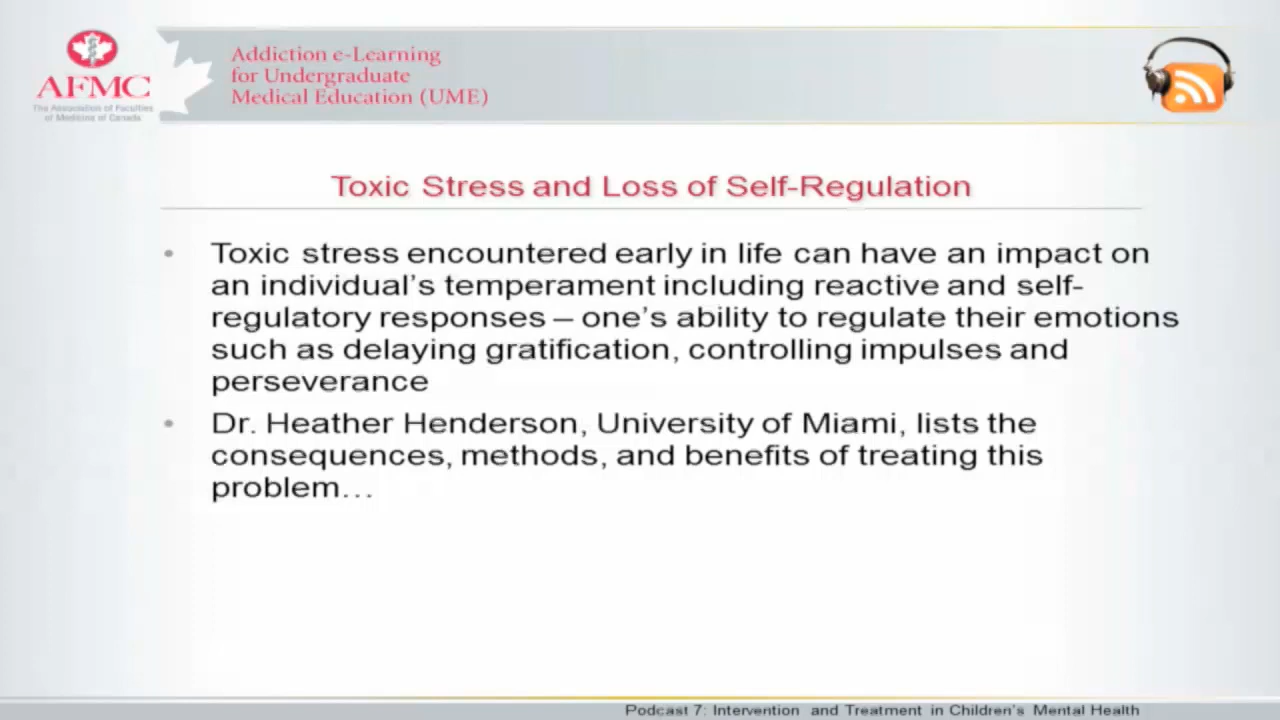 AFMC
The Association of Faculties
of Medicine of Canada
Addiction e-Learning
for Undergraduate
Medical Education (UME)
Toxic Stress and Loss of Self-Regulation
• Toxic stress encountered early in life can have an impact on
an individual's temperament including reactive and self-
regulatory responses – one's ability to regulate their emotions
such as delaying gratification, controlling impulses and
perseverance
• Dr. Heather Henderson, University of Miami, lists the
consequences, methods, and benefits of treating this
problem…
Podcast 7: Intervention and Treatment in Children's Mental Health